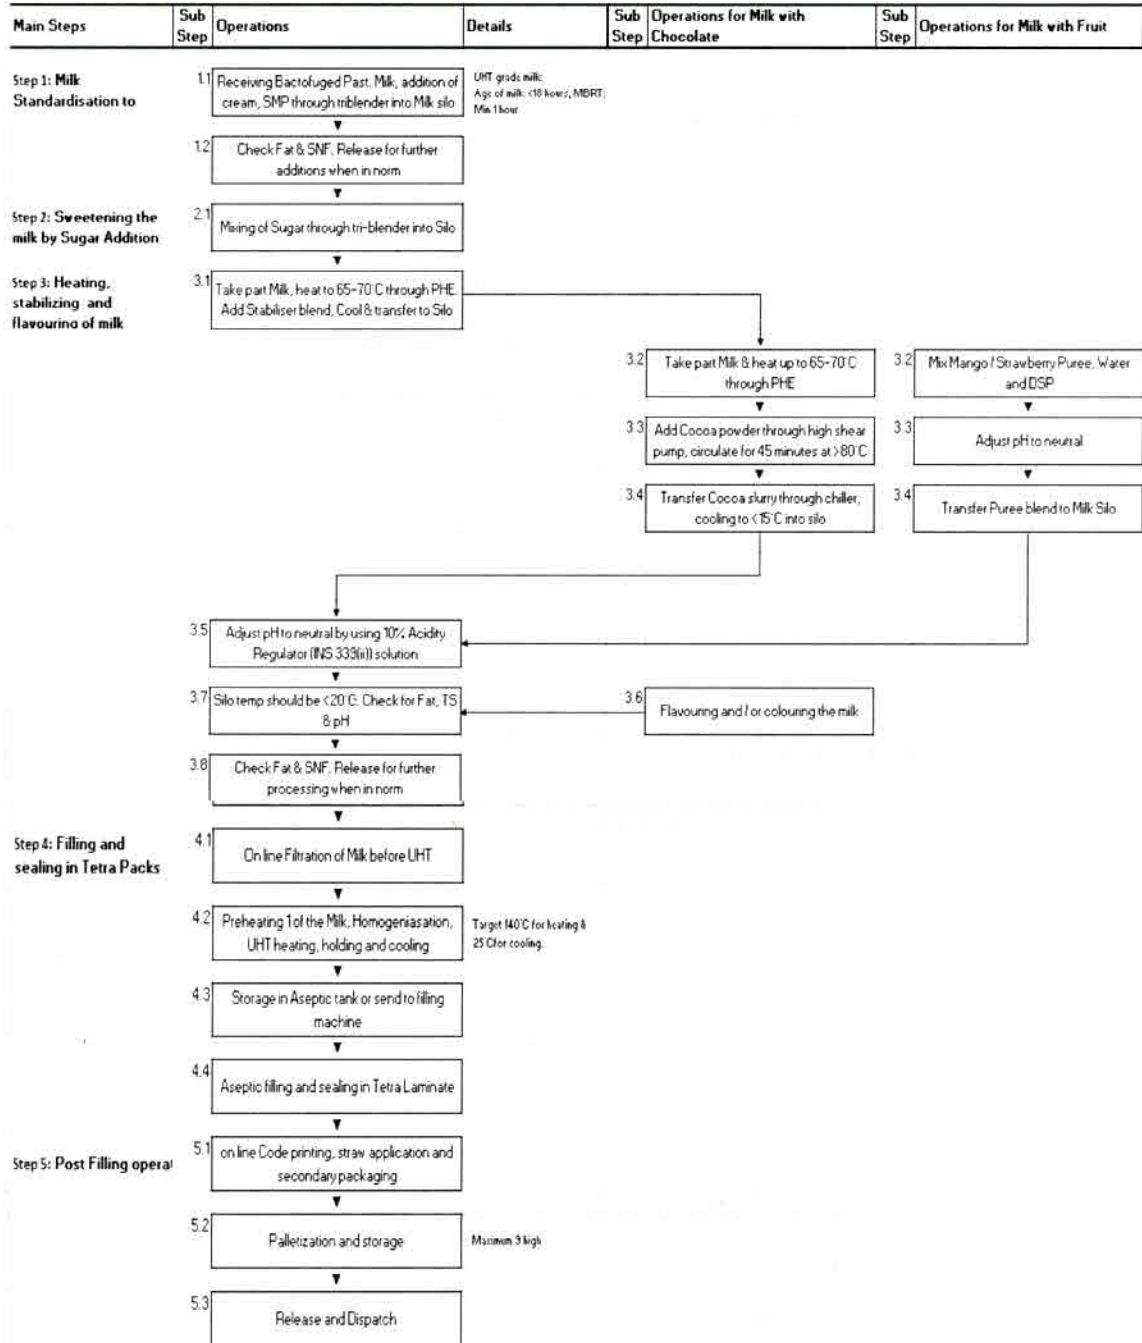 Main Steps
Sub
Step
Operations
Details
Sub
Step
Operations for Milk with
Chocolate
Sub
Step
Operations for Milk with Fruit
Step 1: Milk
Standardisation to
1.1
Receiving Bactofuged Past. Milk, addition of
cream, SMP through triblender into Milk silo
UHT grade milk;
Age of milk: <18 hours, MBRT:
Min 1 hour
1.2
Check Fat & SNF. Release for further
additions when in norm
Step 2: Sweetening the
milk by Sugar Addition
2.1
Mixing of Sugar through tri-blender into Silo
Step 3: Heating,
stabilizing and
flavouring of milk
3.1
Take part Milk, heat to 65-70°C through PHE.
Add Stabiliser blend, Cool & transfer to Silo
3.2
Take part Milk & heat up to 65-70°C
through PHE
3.2
Mix Mango / Strawberry Puree, Water
and DSP
3.3
Add Cocoa powder through high shear
pump, circulate for 45 minutes at >80°C
3.3
Adjust pH to neutral
3.4
Transfer Cocoa slurry through chiller,
cooling to <15°C into silo
3.4
Transfer Puree blend to Milk Silo
3.5
Adjust pH to neutral by using 10% Acidity
Regulator (INS 339(ii)) solution
3.7
Silo temp should be <20°C. Check for Fat, TS
& pH
3.6
Flavouring and / or colouring the milk
3.8
Check Fat & SNF. Release for further
processing when in norm
Step 4: Filling and
sealing in Tetra Packs
4.1
On line Filtration of Milk before UHT
4.2
Preheating 1 of the Milk, Homogeniasation,
UHT heating, holding and cooling
Target 140°C for heating &
25°C for cooling.
4.3
Storage in Aseptic tank or send to filling
machine
4.4
Aseptic filling and sealing in Tetra Laminate
Step 5: Post Filling operat
5.1
on line Code printing, straw application and
secondary packaging
5.2
Palletization and storage
Maximum 9 high
5.3
Release and Dispatch